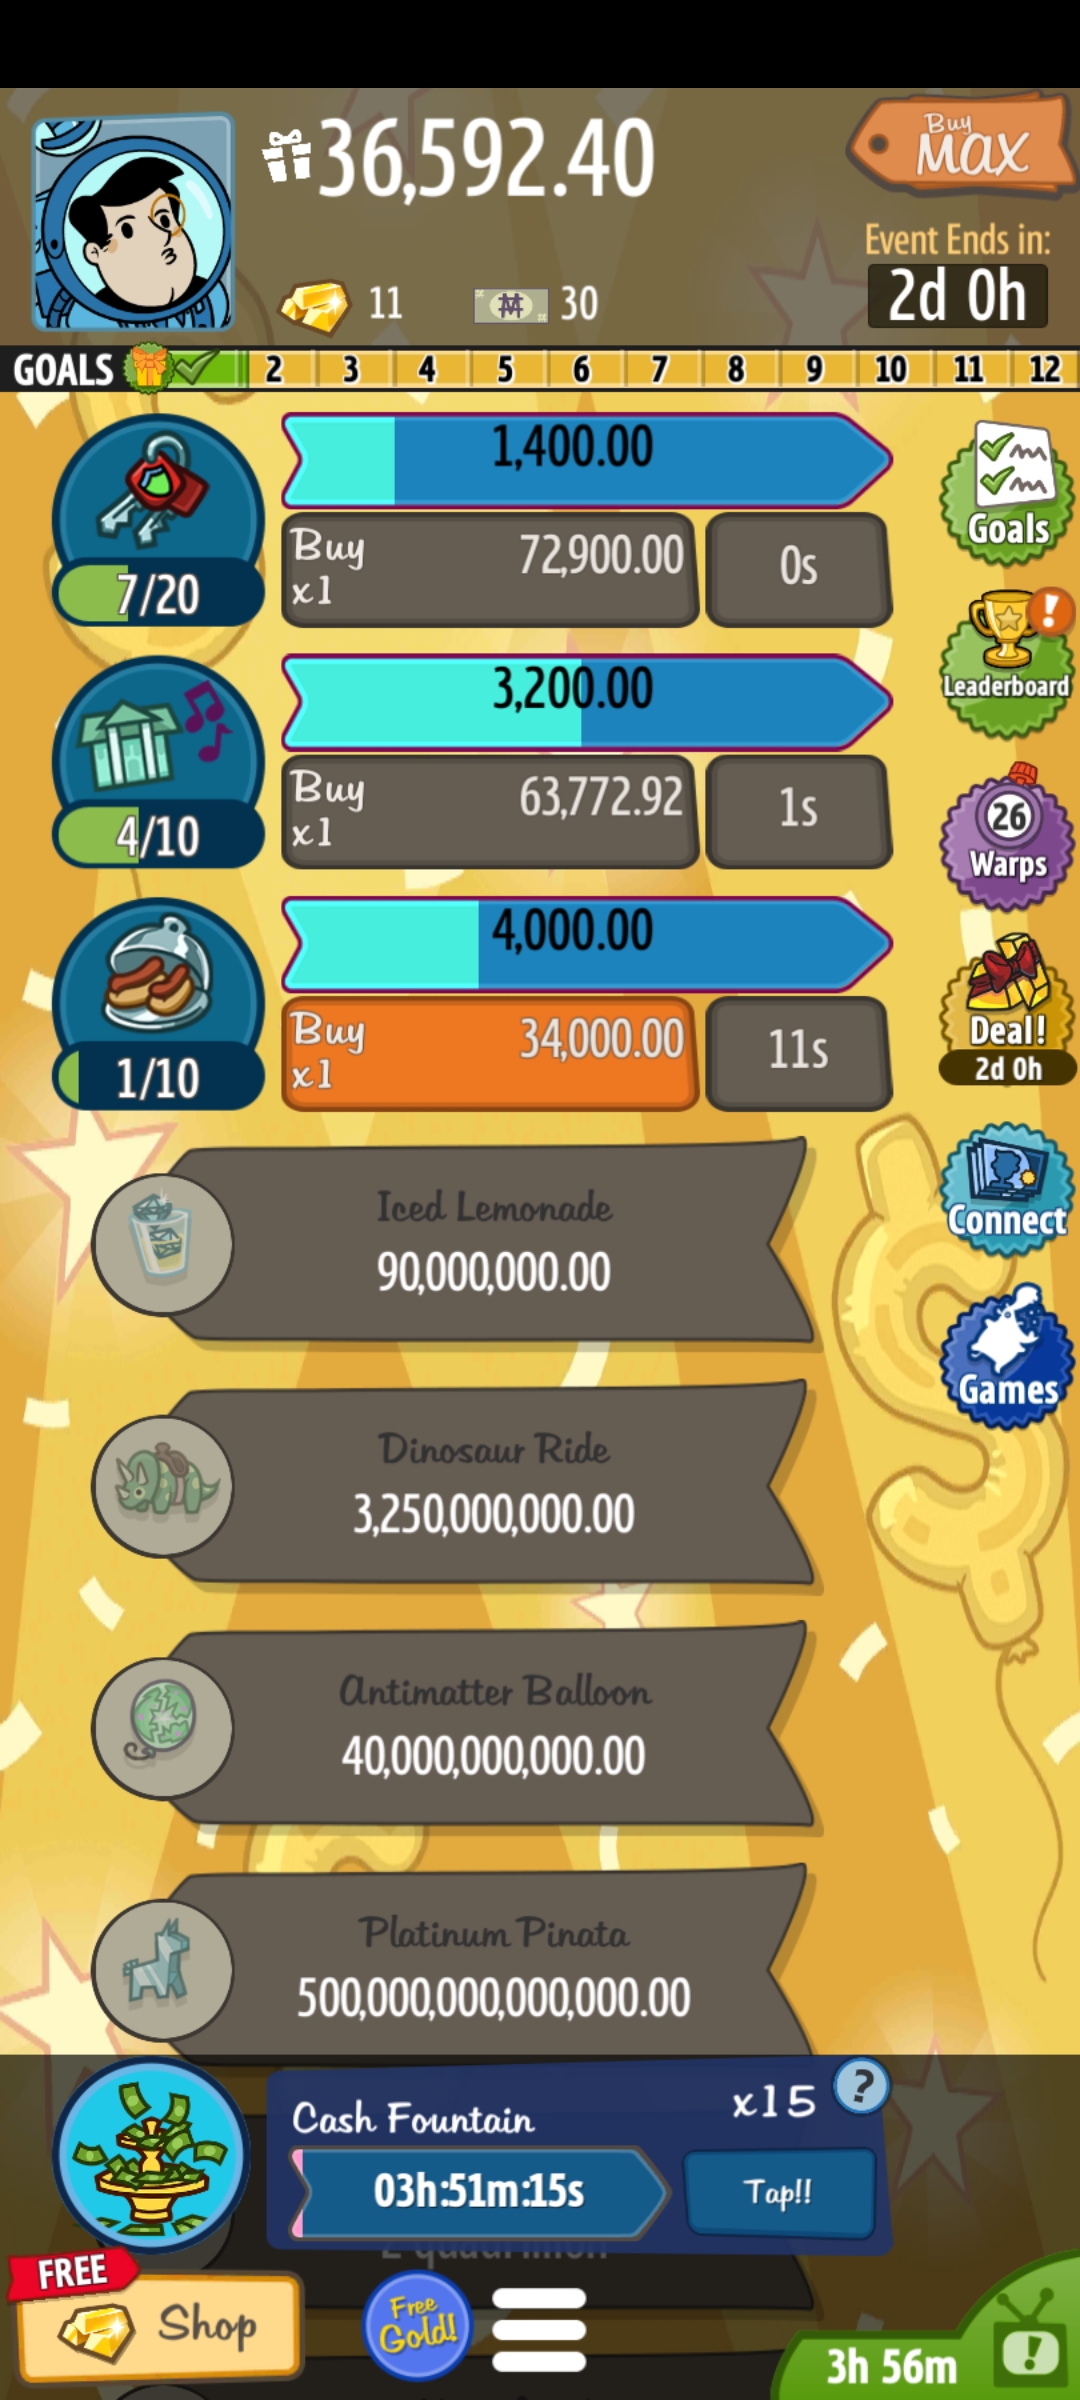 36,592.40
Buy
MAX
Event Ends in:
2d 0h
11
30
GOALS 2 3 4 5 6 7 8 9 10 11 12
1,400.00
Buy
x1
72,900.00
0s
7/20
Goals
3,200.00
Leaderboard
Buy
x1
63,772.92
1s
4/10
26
Warps
4,000.00
Buy
x1
34,000.00
11s
1/10
Deal!
2d 0h
Iced Lemonade
90,000,000.00
Connect
Dinosaur Ride
3,250,000,000.00
Games
Antimatter Balloon
40,000,000,000.00
Platinum Pinata
500,000,000,000,000.00
Cash Fountain
x15
?
03h:51m:15s
Tap!!
FREE
Shop
Free
Gold!
3h 56m